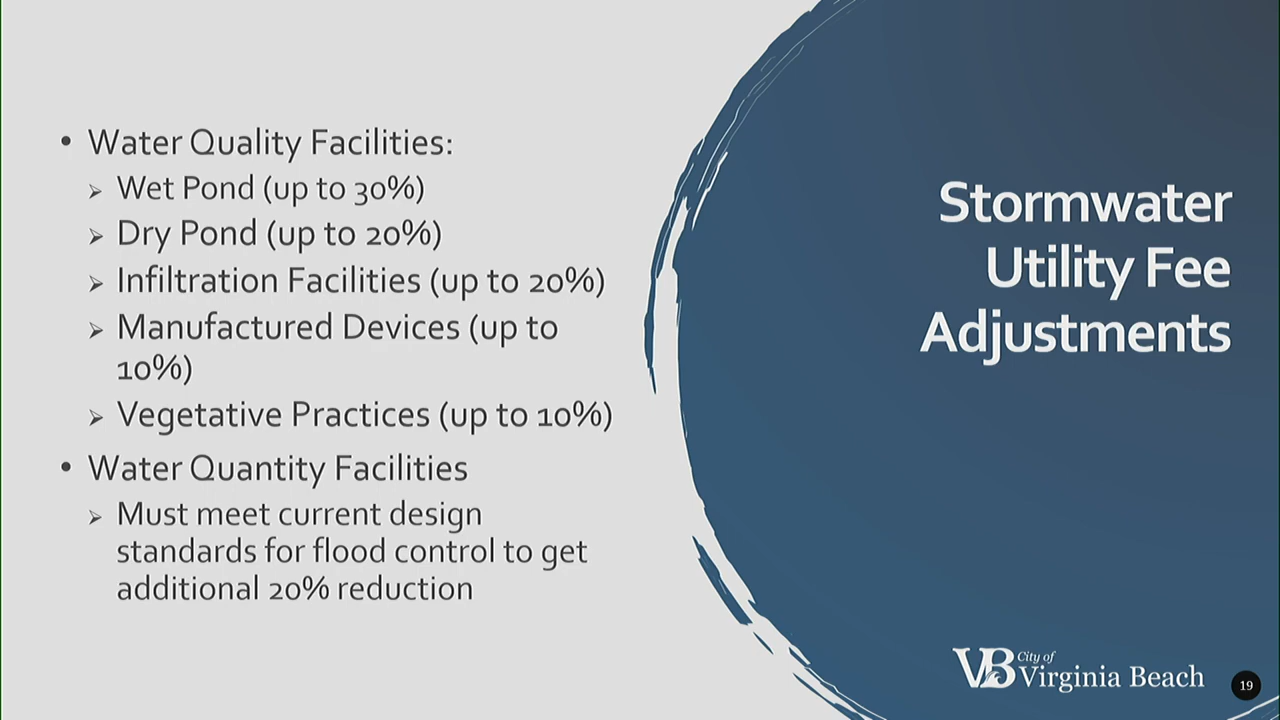 • Water Quality Facilities:
➢ Wet Pond (up to 30%)
➢ Dry Pond (up to 20%)
➢ Infiltration Facilities (up to 20%)
➢ Manufactured Devices (up to
10%)
➢ Vegetative Practices (up to 10%)
• Water Quantity Facilities
➢ Must meet current design
standards for flood control to get
additional 20% reduction
Stormwater
Utility Fee
Adjustments
VB City of
Virginia Beach
19